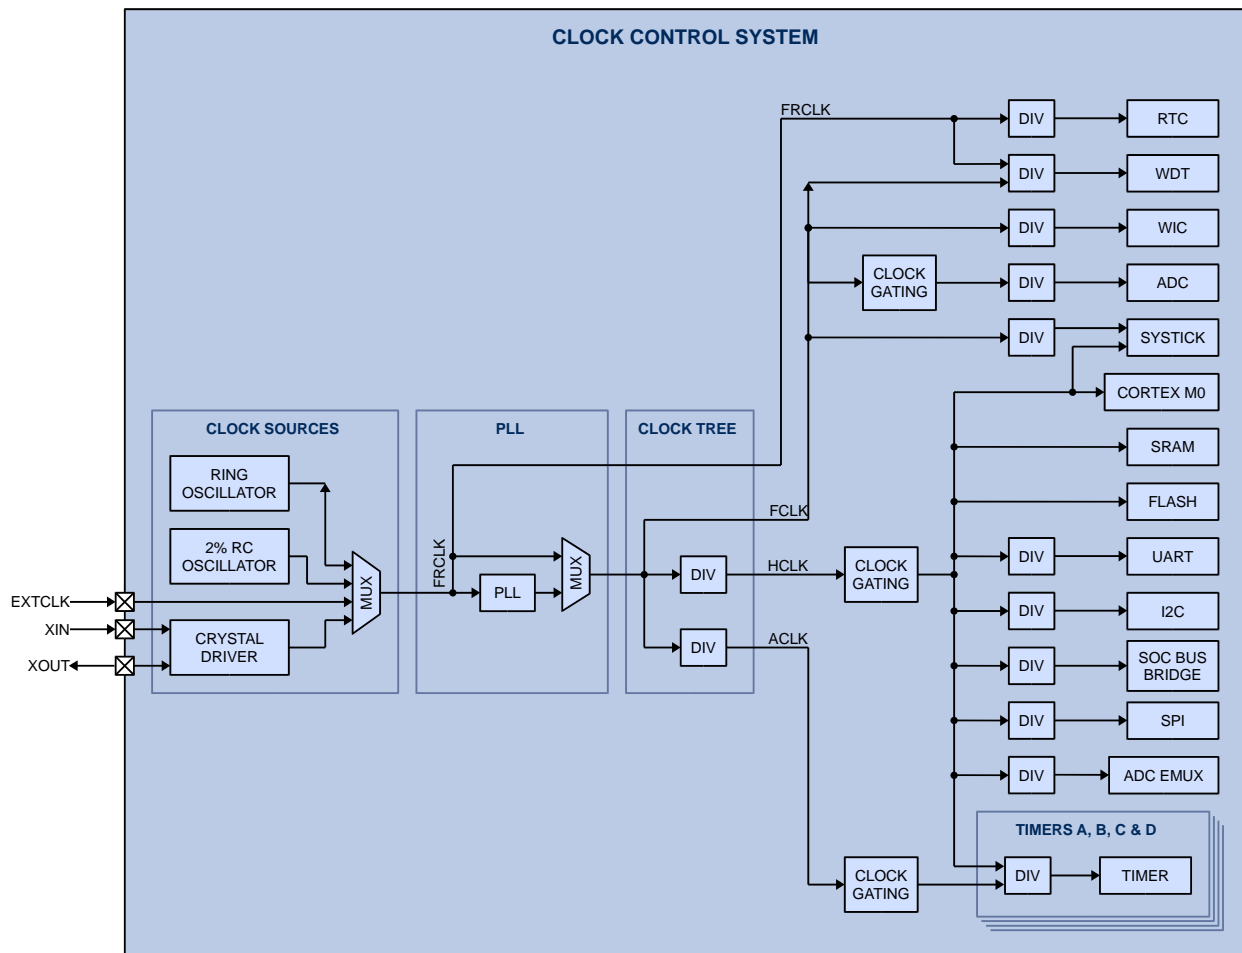 CLOCK CONTROL SYSTEM
FRCLK
DIV
RTC
DIV
WDT
DIV
WIC
CLOCK
GATING
DIV
ADC
DIV
SYSTICK
CORTEX M0
CLOCK SOURCES
PLL
CLOCK TREE
RING
OSCILLATOR
SRAM
FLASH
2% RC
OSCILLATOR
MUX
FRCLK
PLL
MUX
FCLK
DIV
HCLK
CLOCK
GATING
DIV
UART
EXTCLK
XIN
XOUT
CRYSTAL
DRIVER
DIV
ACLK
DIV
I2C
DIV
SOC BUS
BRIDGE
DIV
SPI
DIV
ADC EMUX
TIMERS A, B, C & D
CLOCK
GATING
DIV
TIMER